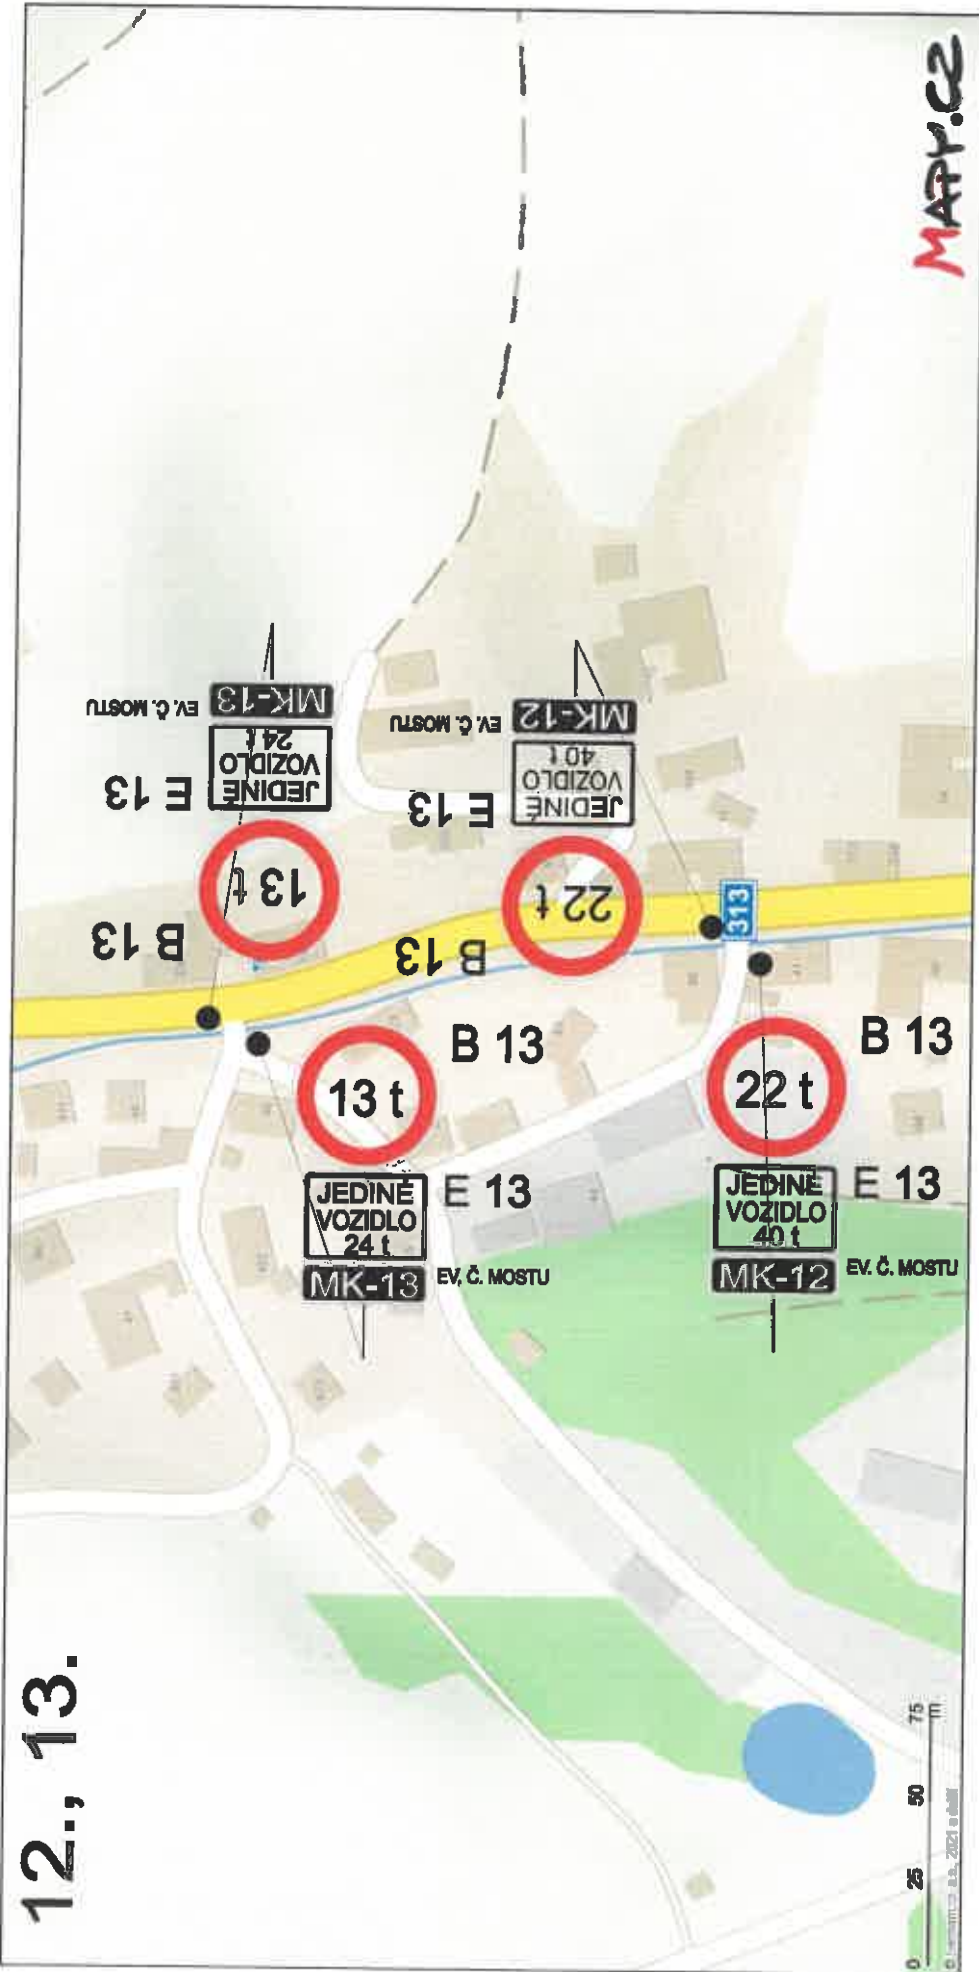 12., 13.
MAPY.CZ
EV. Č. MOSTU
MK-13
JEDINÉ
VOZIDLO
24 t
E 13
13 t
B 13
EV. Č. MOSTU
MK-12
JEDINÉ
VOZIDLO
40 t
E 13
22 t
B 13
313
B 13
13 t
JEDINÉ
VOZIDLO
24 t
E 13
MK-13
EV. Č. MOSTU
B 13
22 t
JEDINÉ
VOZIDLO
40 t
E 13
MK-12
EV. Č. MOSTU
0 25 50 75
m
a.s., 2021 a další